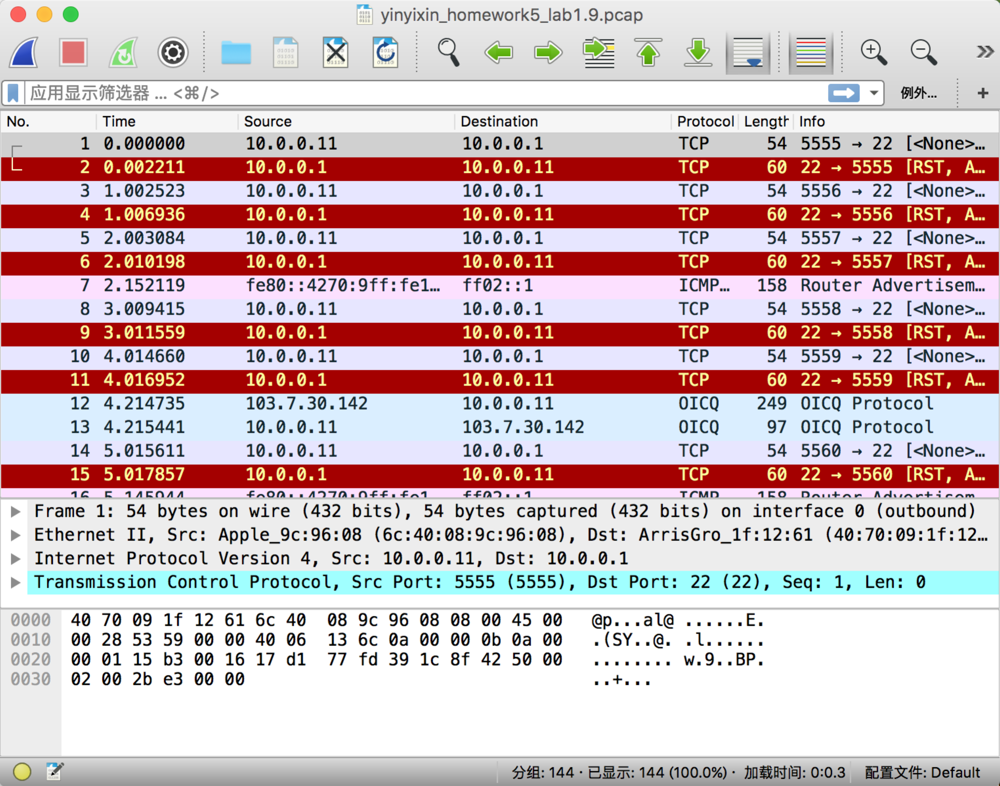 yinyixin_homework5_lab1.9.pcap
应用显示筛选器 ... <⌘/>
例外... +
No. Time Source Destination Protocol Length Info
1 0.000000 10.0.0.11 10.0.0.1 TCP 54 5555 → 22 [<None>…
2 0.002211 10.0.0.1 10.0.0.11 TCP 60 22 → 5555 [RST, A…
3 1.002523 10.0.0.11 10.0.0.1 TCP 54 5556 → 22 [<None>…
4 1.006936 10.0.0.1 10.0.0.11 TCP 60 22 → 5556 [RST, A…
5 2.003084 10.0.0.11 10.0.0.1 TCP 54 5557 → 22 [<None>…
6 2.010198 10.0.0.1 10.0.0.11 TCP 60 22 → 5557 [RST, A…
7 2.152119 fe80::4270:9ff:fe1… ff02::1 ICMP… 158 Router Advertisem…
8 3.009415 10.0.0.11 10.0.0.1 TCP 54 5558 → 22 [<None>…
9 3.011559 10.0.0.1 10.0.0.11 TCP 60 22 → 5558 [RST, A…
10 4.014660 10.0.0.11 10.0.0.1 TCP 54 5559 → 22 [<None>…
11 4.016952 10.0.0.1 10.0.0.11 TCP 60 22 → 5559 [RST, A…
12 4.214735 103.7.30.142 10.0.0.11 OICQ 249 OICQ Protocol
13 4.215441 10.0.0.11 103.7.30.142 OICQ 97 OICQ Protocol
14 5.015611 10.0.0.11 10.0.0.1 TCP 54 5560 → 22 [<None>…
15 5.017857 10.0.0.1 10.0.0.11 TCP 60 22 → 5560 [RST, A…
16 5.145944 fe80::4270:9ff:fe1… ff02::1 ICMP… 158 Router Advertisem…
Frame 1: 54 bytes on wire (432 bits), 54 bytes captured (432 bits) on interface 0 (outbound)
Ethernet II, Src: Apple_9c:96:08 (6c:40:08:9c:96:08), Dst: ArrisGro_1f:12:61 (40:70:09:1f:12…
Internet Protocol Version 4, Src: 10.0.0.11, Dst: 10.0.0.1
Transmission Control Protocol, Src Port: 5555 (5555), Dst Port: 22 (22), Seq: 1, Len: 0
0000 40 70 09 1f 12 61 6c 40 08 9c 96 08 08 00 45 00 @p...al@ ......E.
0010 00 28 53 59 00 00 40 06 13 6c 0a 00 00 0b 0a 00 .(SY..@. .l......
0020 00 01 15 b3 00 16 17 d1 77 fd 39 1c 8f 42 50 00 ........ w.9..BP.
0030 02 00 2b e3 00 00 ..+...
分组: 144 · 已显示: 144 (100.0%) · 加载时间: 0:0.3 配置文件: Default